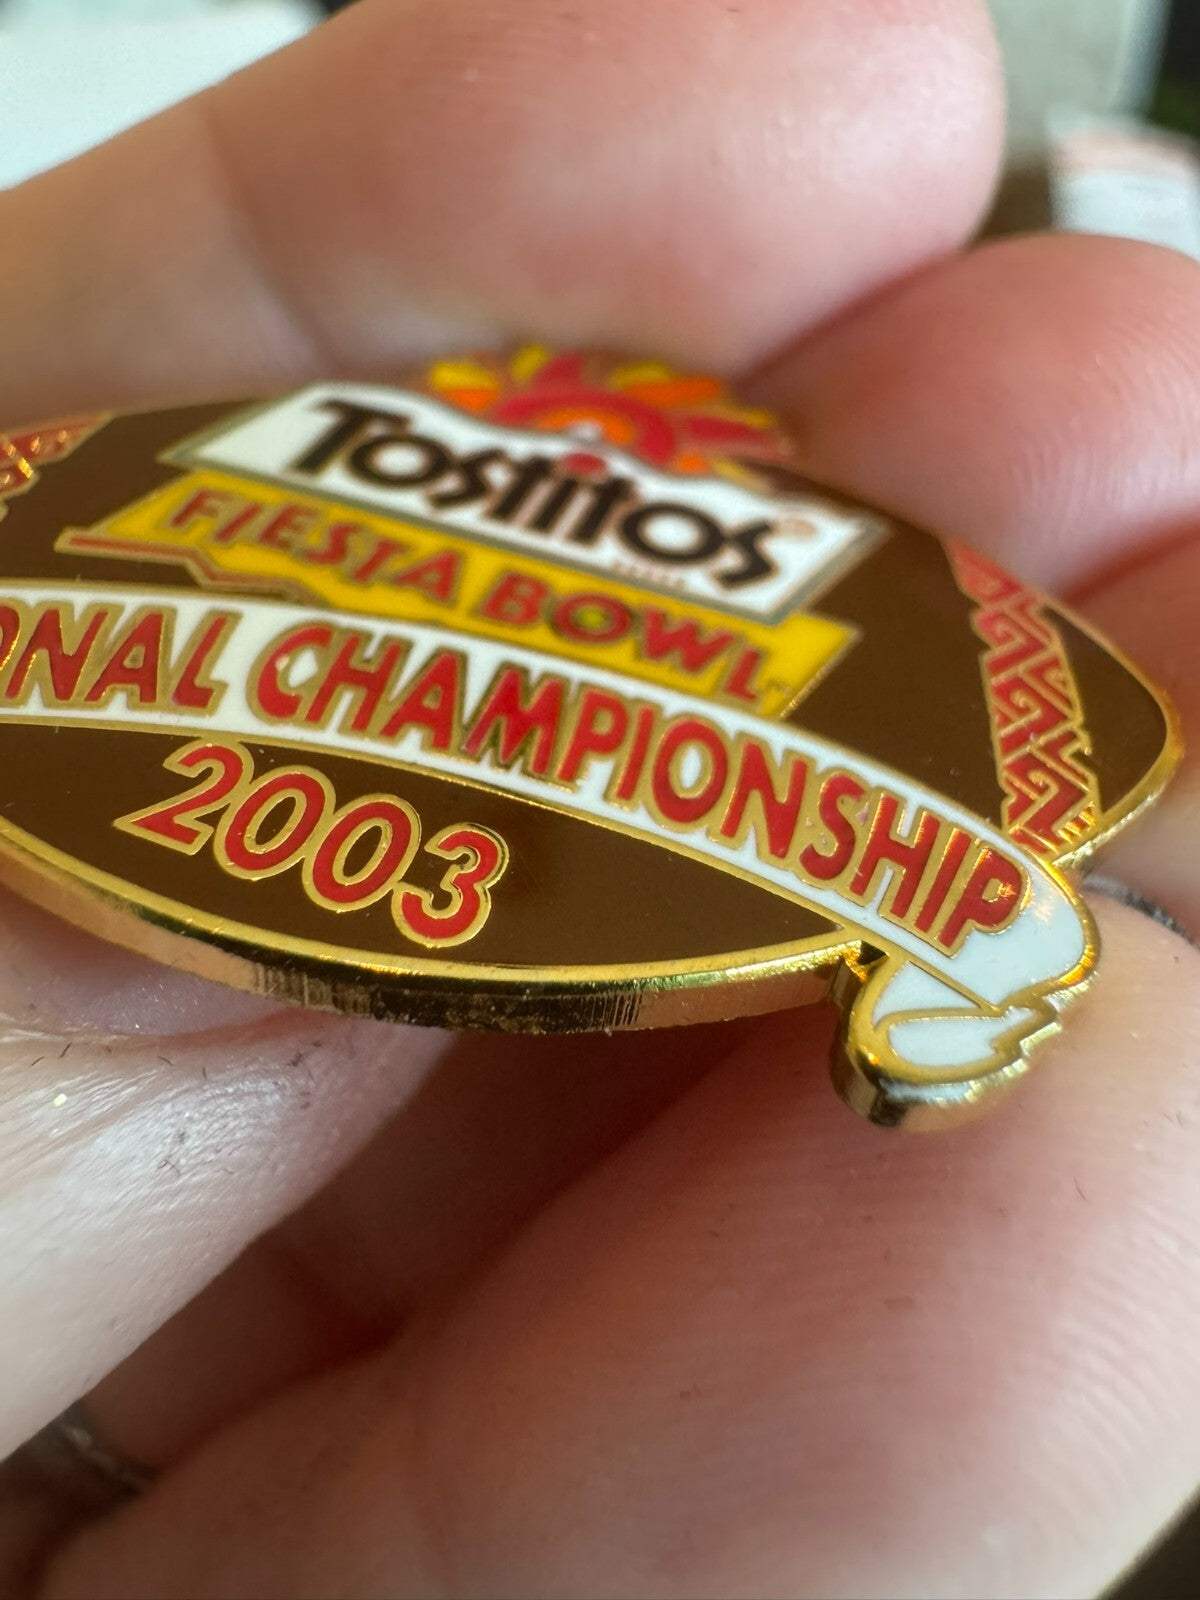 Tostitos®
FIESTA BOWL
ONAL CHAMPIONSHIP
2003